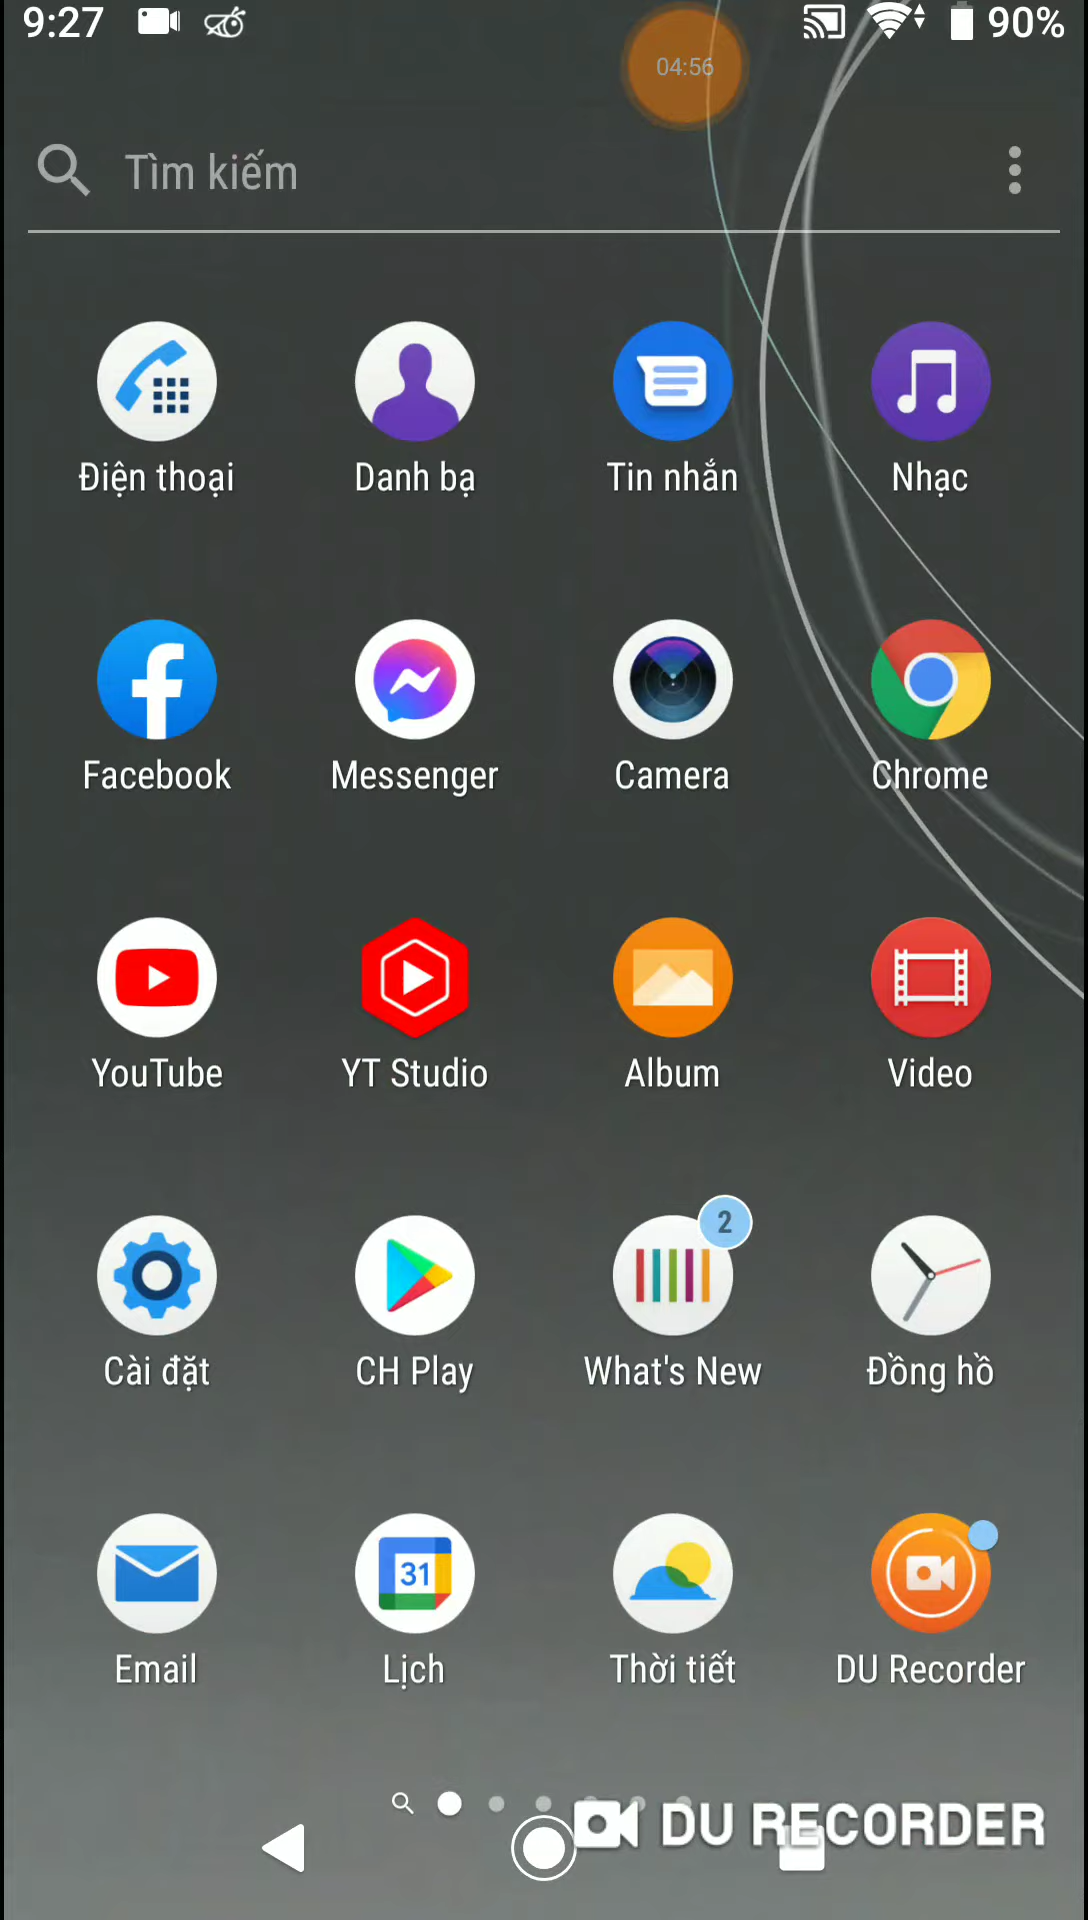 9:27 90%
04:56
Tìm kiếm
Điện thoại Danh bạ Tin nhắn Nhạc
Facebook Messenger Camera Chrome
YouTube YT Studio Album Video
2
Cài đặt CH Play What's New Đồng hồ
31
Email Lịch Thời tiết DU Recorder
DU RECORDER